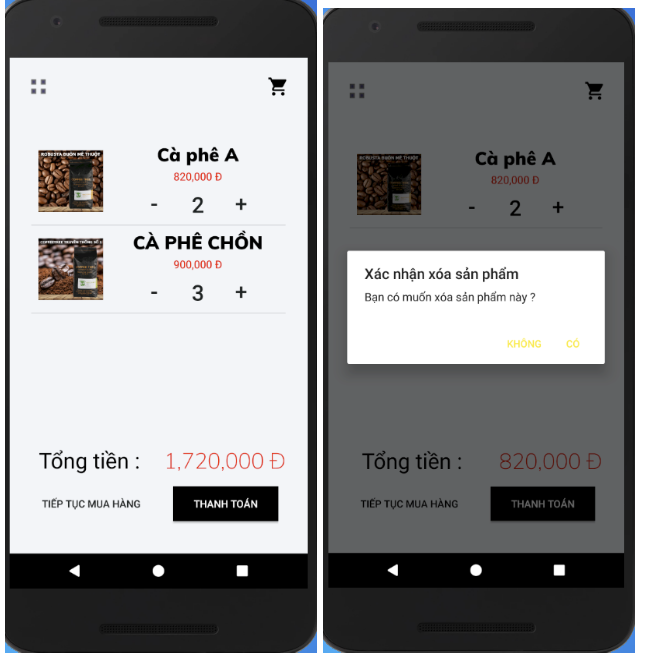 ROBUSTA BUÔN MÊ THUỘT
Cà phê A
820,000 Đ
- 2 +
CÀ PHÊ CHỒN
900,000 Đ
- 3 +
Tổng tiền : 1,720,000 Đ
TIẾP TỤC MUA HÀNG THANH TOÁN
ROBUSTA BUÔN MÊ THUỘT
Cà phê A
820,000 Đ
- 2 +
Xác nhận xóa sản phẩm
Bạn có muốn xóa sản phẩm này ?
KHÔNG CÓ
Tổng tiền : 820,000 Đ
TIẾP TỤC MUA HÀNG THANH TOÁN